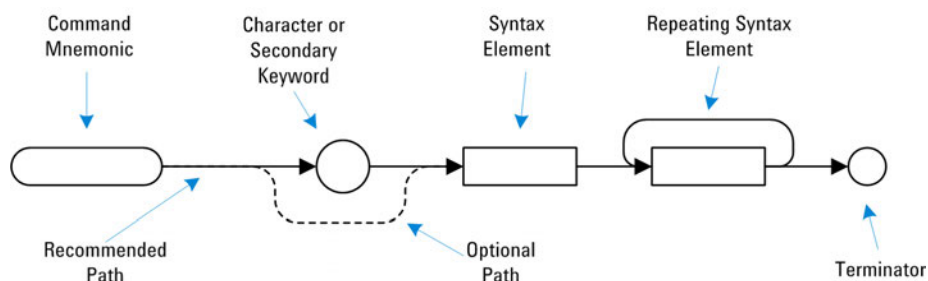 Command
Mnemonic
Character or
Secondary
Keyword
Syntax
Element
Repeating Syntax
Element
Recommended
Path
Optional
Path
Terminator